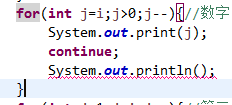 for(int j=i;j>0;j--){//数字
System.out.print(j);
continue;
System.out.println();
}